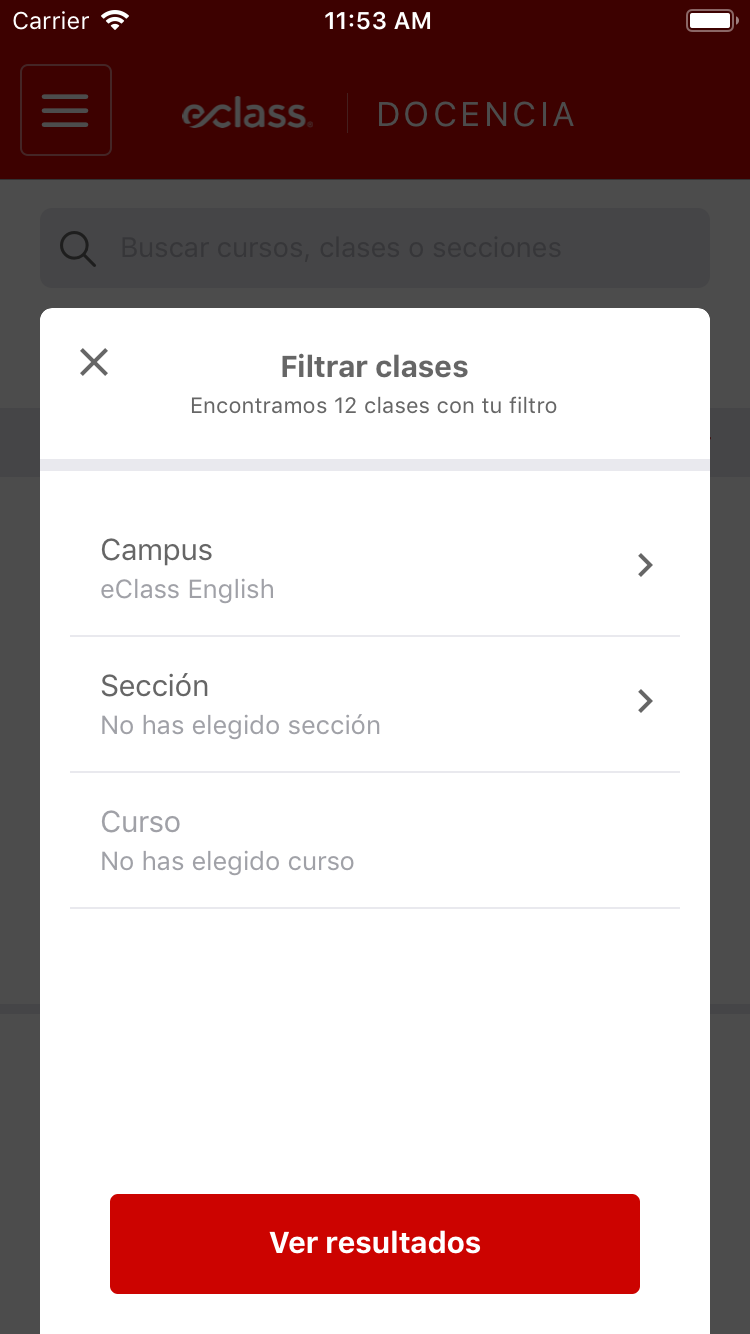 Carrier 11:53 AM
eclass. DOCENCIA
Buscar cursos, clases o secciones
Filtrar clases
Encontramos 12 clases con tu filtro
Campus
eClass English
Sección
No has elegido sección
Curso
No has elegido curso
Ver resultados